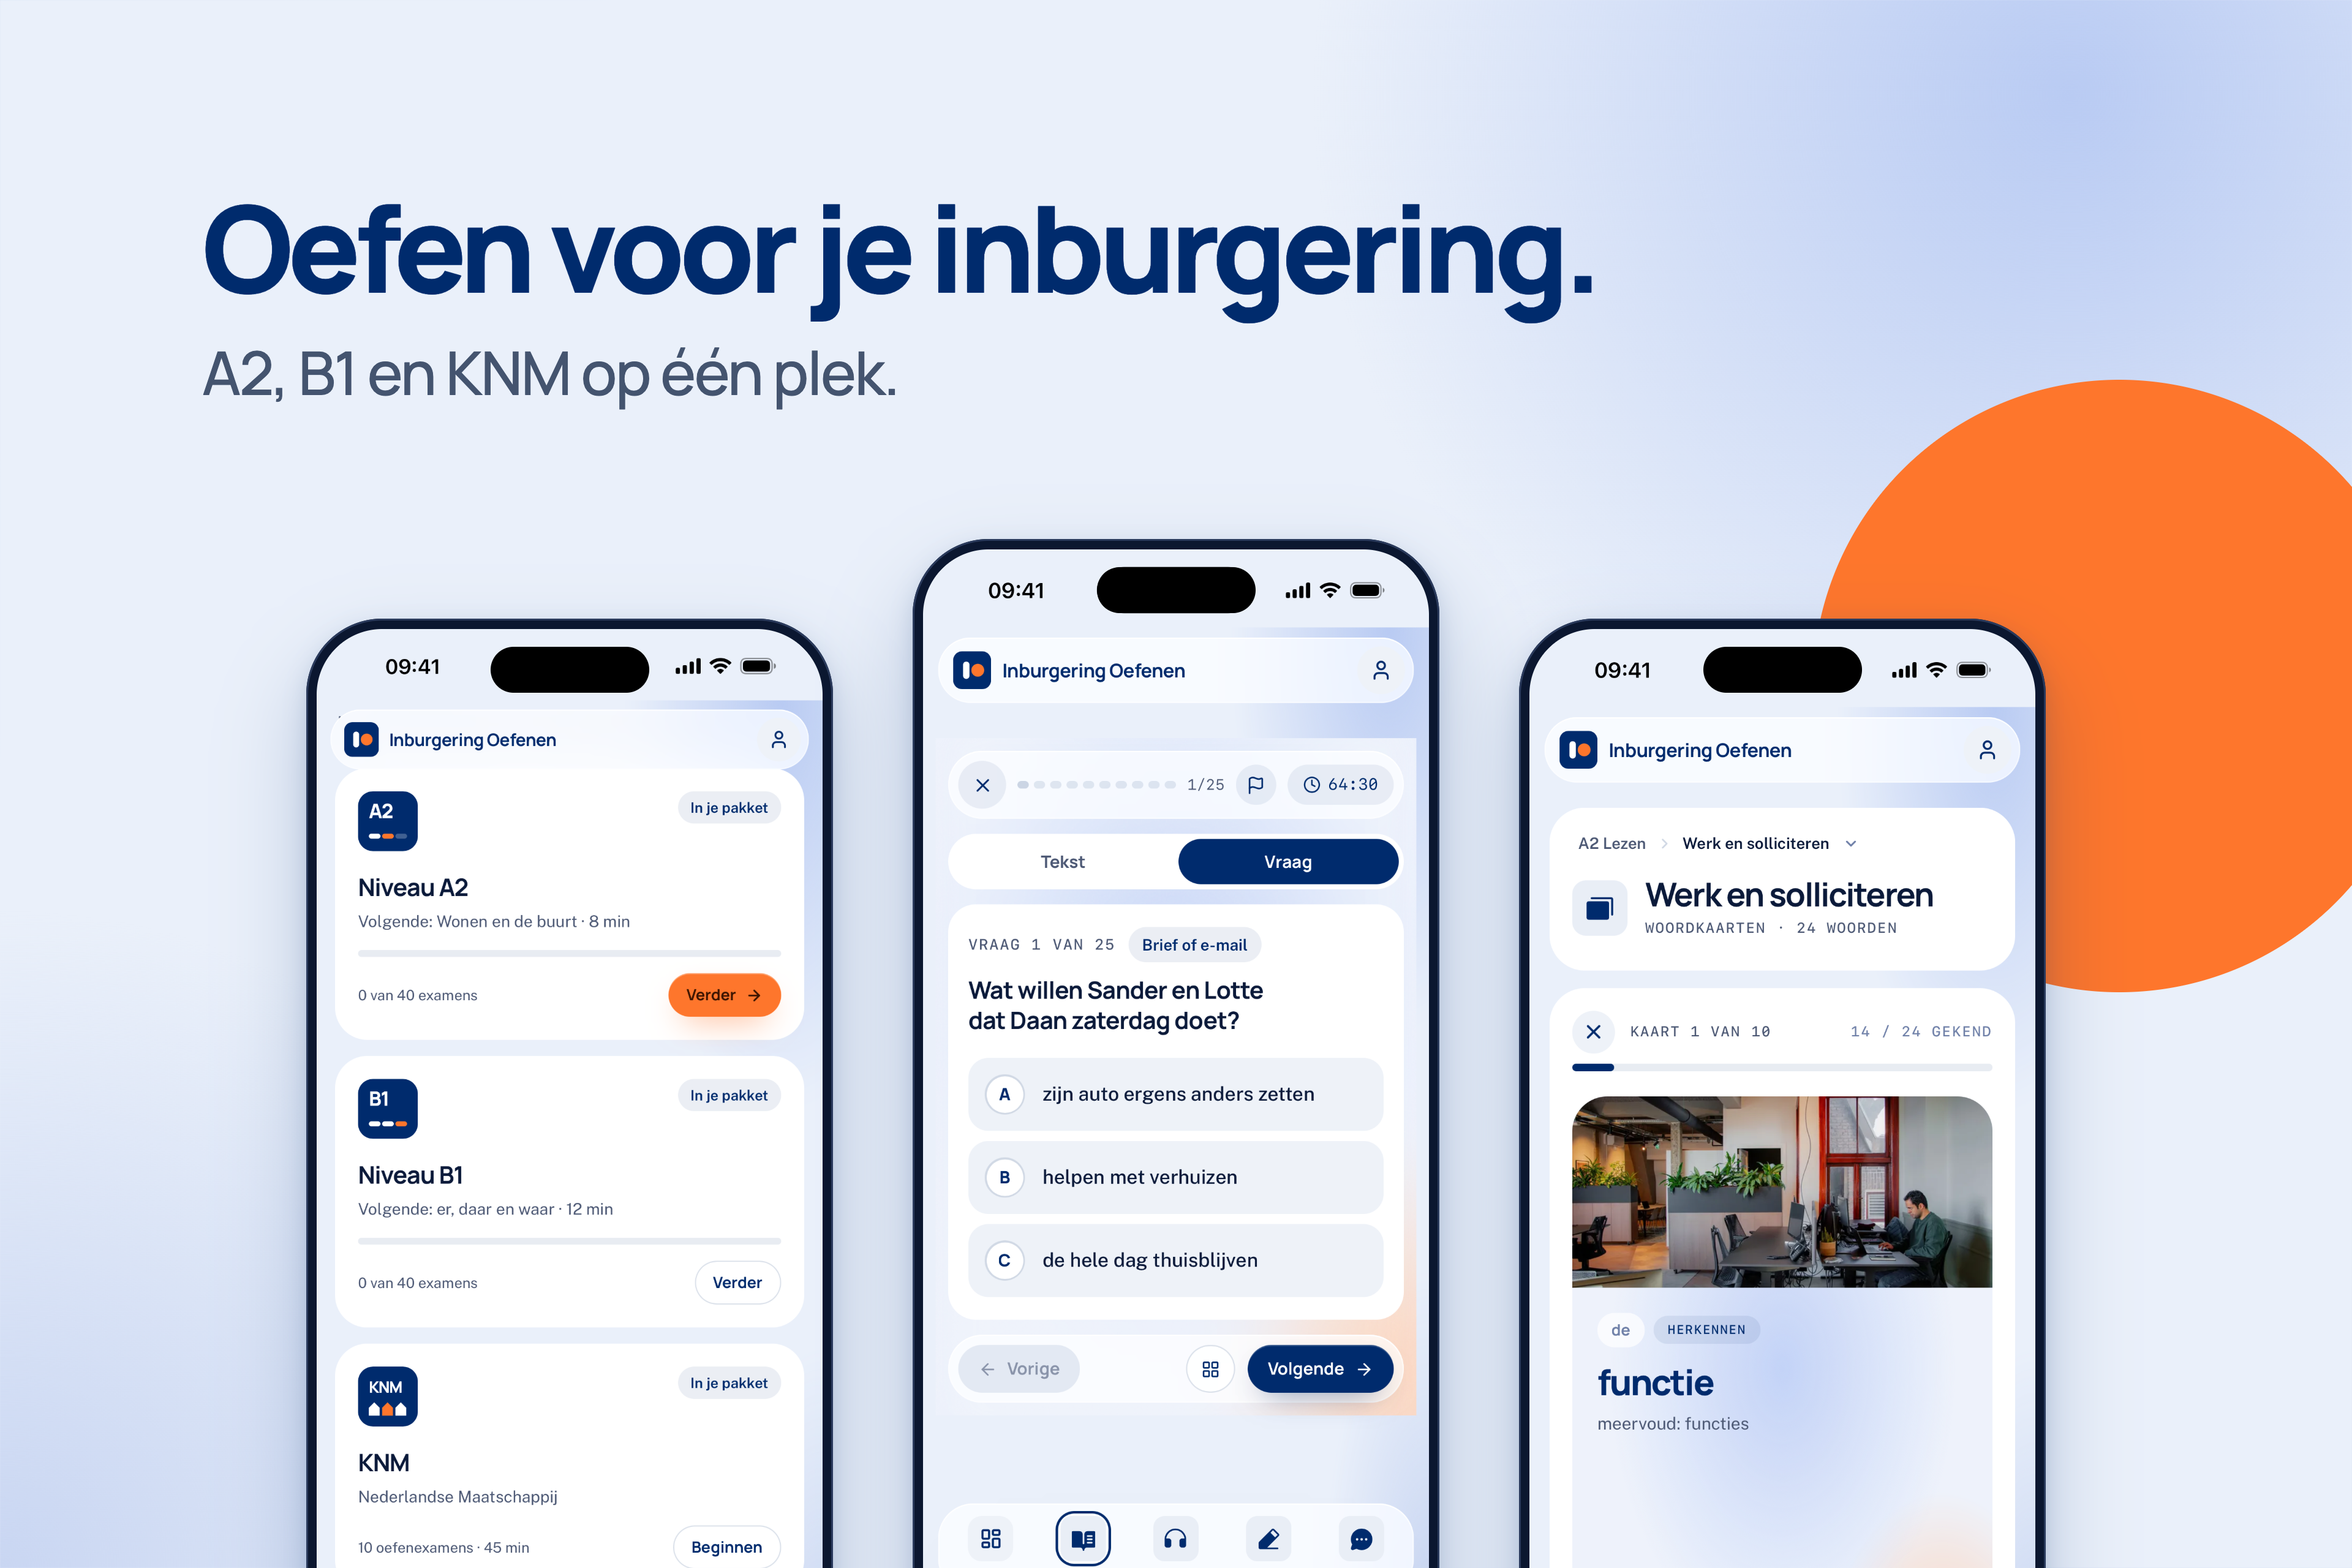 Oefen voor je inburgering.
A2, B1 en KNM op één plek.
09:41
Inburgering Oefenen
A2
In je pakket
Niveau A2
Volgende: Wonen en de buurt · 8 min
0 van 40 examens
Verder →
B1
In je pakket
Niveau B1
Volgende: er, daar en waar · 12 min
0 van 40 examens
Verder
KNM
In je pakket
KNM
Nederlandse Maatschappij
10 oefenexamens · 45 min
Beginnen
09:41
Inburgering Oefenen
1/25
64:30
Tekst
Vraag
VRAAG 1 VAN 25
Brief of e-mail
Wat willen Sander en Lotte
dat Daan zaterdag doet?
A zijn auto ergens anders zetten
B helpen met verhuizen
C de hele dag thuisblijven
← Vorige
Volgende →
09:41
Inburgering Oefenen
A2 Lezen > Werk en solliciteren
Werk en solliciteren
WOORDKAARTEN · 24 WOORDEN
KAART 1 VAN 10
14 / 24 GEKEND
de
HERKENNEN
functie
meervoud: functies